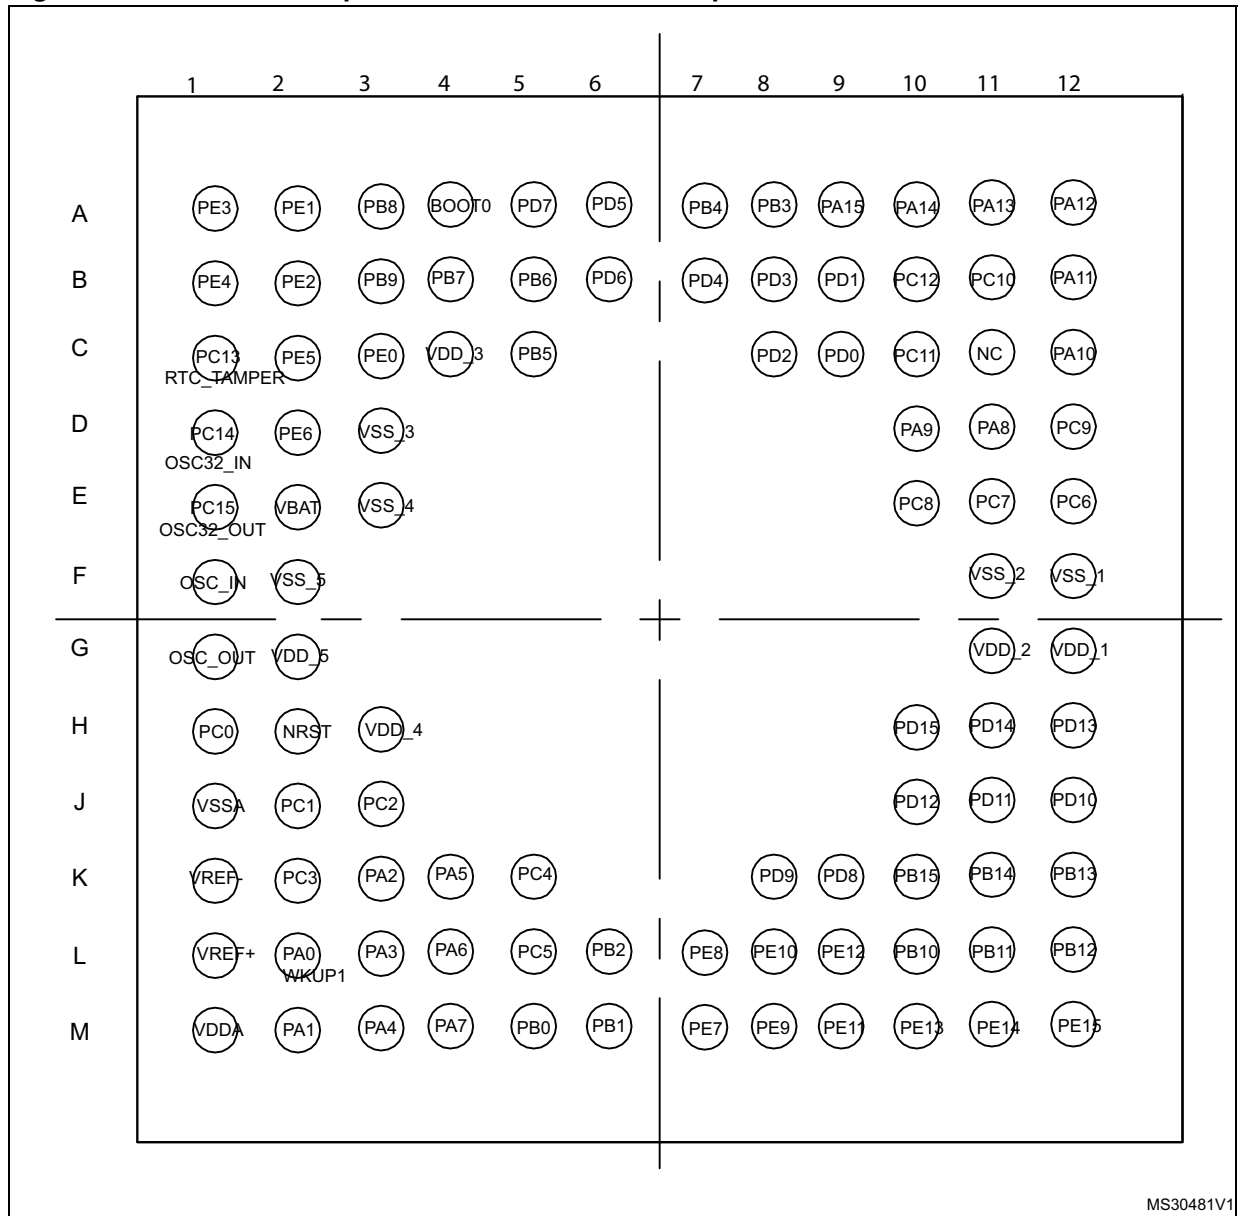 1 2 3 4 5 6 7 8 9 10 11 12
A PE3 PE1 PB8 BOOT0 PD7 PD5 PB4 PB3 PA15 PA14 PA13 PA12
B PE4 PE2 PB9 PB7 PB6 PD6 PD4 PD3 PD1 PC12 PC10 PA11
C PC13 PE5 PE0 VDD_3 PB5 PD2 PD0 PC11 NC PA10
RTC_TAMPER
D PC14 PE6 VSS_3 PA9 PA8 PC9
OSC32_IN
E PC15 VBAT VSS_4 PC8 PC7 PC6
OSC32_OUT
F OSC_IN VSS_5 VSS_2 VSS_1
G OSC_OUT VDD_5 VDD_2 VDD_1
H PC0 NRST VDD_4 PD15 PD14 PD13
J VSSA PC1 PC2 PD12 PD11 PD10
K VREF- PC3 PA2 PA5 PC4 PD9 PD8 PB15 PB14 PB13
L VREF+ PA0 PA3 PA6 PC5 PB2 PE8 PE10 PE12 PB10 PB11 PB12
WKUP1
M VDDA PA1 PA4 PA7 PB0 PB1 PE7 PE9 PE11 PE13 PE14 PE15
MS30481V1